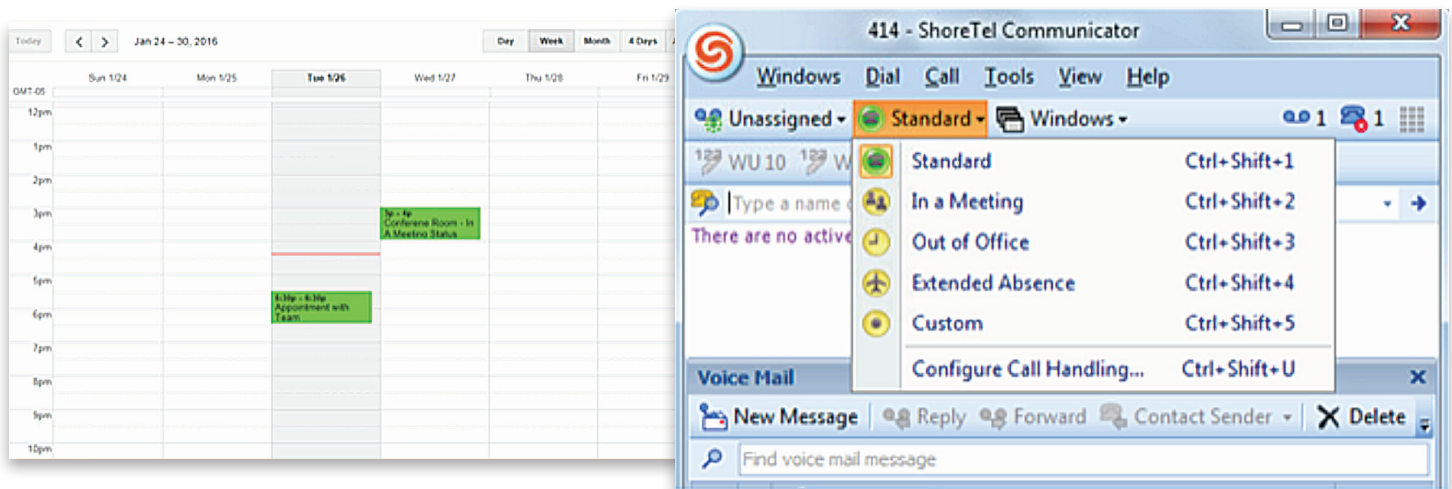 Today
Jan 24 – 30, 2016
Day Week Month 4 Days
Sun 1/24 Mon 1/25 Tue 1/26 Wed 1/27 Thu 1/28 Fri 1/29
GMT-05
12pm
1pm
2pm
3pm
4pm
5pm
6pm
7pm
8pm
9pm
10pm
3p – 4p
Conferene Room - In
A Meeting Status
Appointment with
Team
414 - ShoreTel Communicator
Windows Dial Call Tools View Help
Unassigned Standard Windows 1 1
WU 10 W
Type a name
There are no active
Standard Ctrl+Shift+1
In a Meeting Ctrl+Shift+2
Out of Office Ctrl+Shift+3
Extended Absence Ctrl+Shift+4
Custom Ctrl+Shift+5
Configure Call Handling... Ctrl+Shift+U
Voice Mail
New Message Reply Forward Contact Sender Delete
Find voice mail message